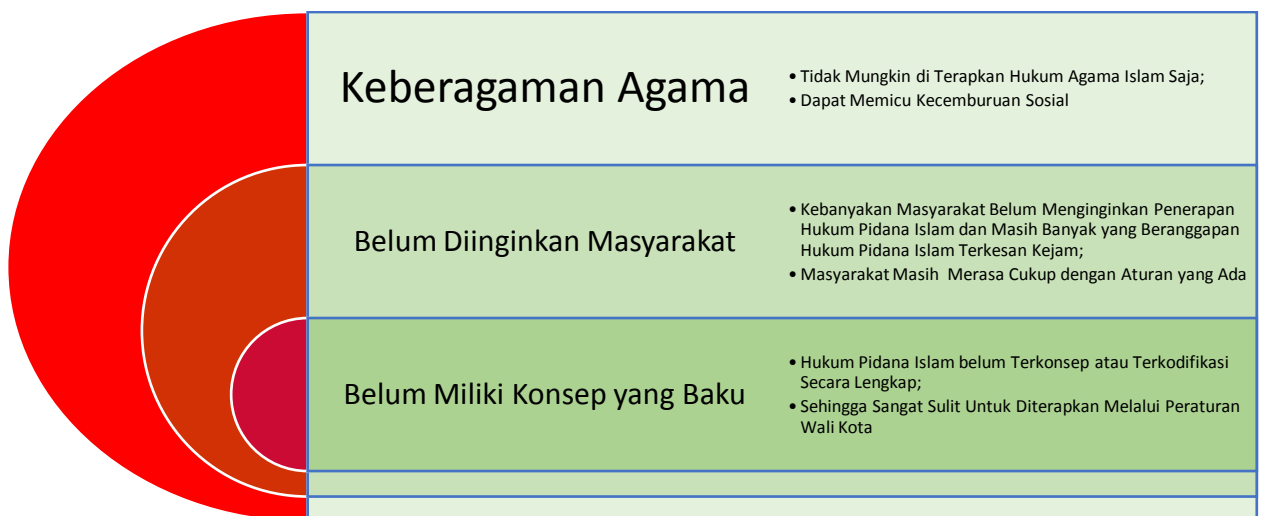 Keberagaman Agama
• Tidak Mungkin di Terapkan Hukum Agama Islam Saja;
• Dapat Memicu Kecemburuan Sosial
Belum Diinginkan Masyarakat
• Kebanyakan Masyarakat Belum Menginginkan Penerapan
Hukum Pidana Islam dan Masih Banyak yang Beranggapan
Hukum Pidana Islam Terkesan Kejam;
• Masyarakat Masih Merasa Cukup dengan Aturan yang Ada
Belum Miliki Konsep yang Baku
• Hukum Pidana Islam belum Terkonsep atau Terkodifikasi
Secara Lengkap;
• Sehingga Sangat Sulit Untuk Diterapkan Melalui Peraturan
Wali Kota